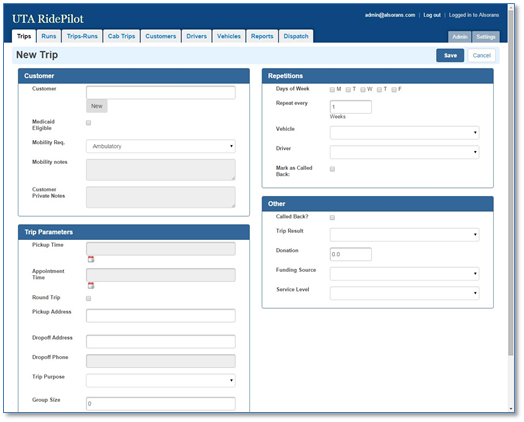 UTA RidePilot
admin@alsorans.com | Log out | Logged in to Alsorans
Trips Runs Trips-Runs Cab Trips Customers Drivers Vehicles Reports Dispatch Admin Settings
New Trip
Save Cancel
Customer
Customer
New
Medicaid
Eligible
Mobility Req. Ambulatory
Mobility notes
Customer
Private Notes
Trip Parameters
Pickup Time
Appointment
Time
Round Trip
Pickup Address
Dropoff Address
Dropoff Phone
Trip Purpose
Group Size 0
Repetitions
Days of Week M T W T F
Repeat every 1
Weeks
Vehicle
Driver
Mark as Called
Back:
Other
Called Back?
Trip Result
Donation 0.0
Funding Source
Service Level